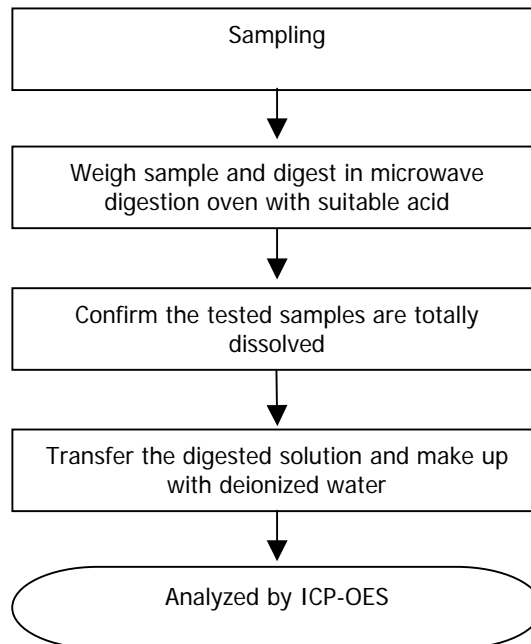 Sampling
Weigh sample and digest in microwave
digestion oven with suitable acid
Confirm the tested samples are totally
dissolved
Transfer the digested solution and make up
with deionized water
Analyzed by ICP-OES